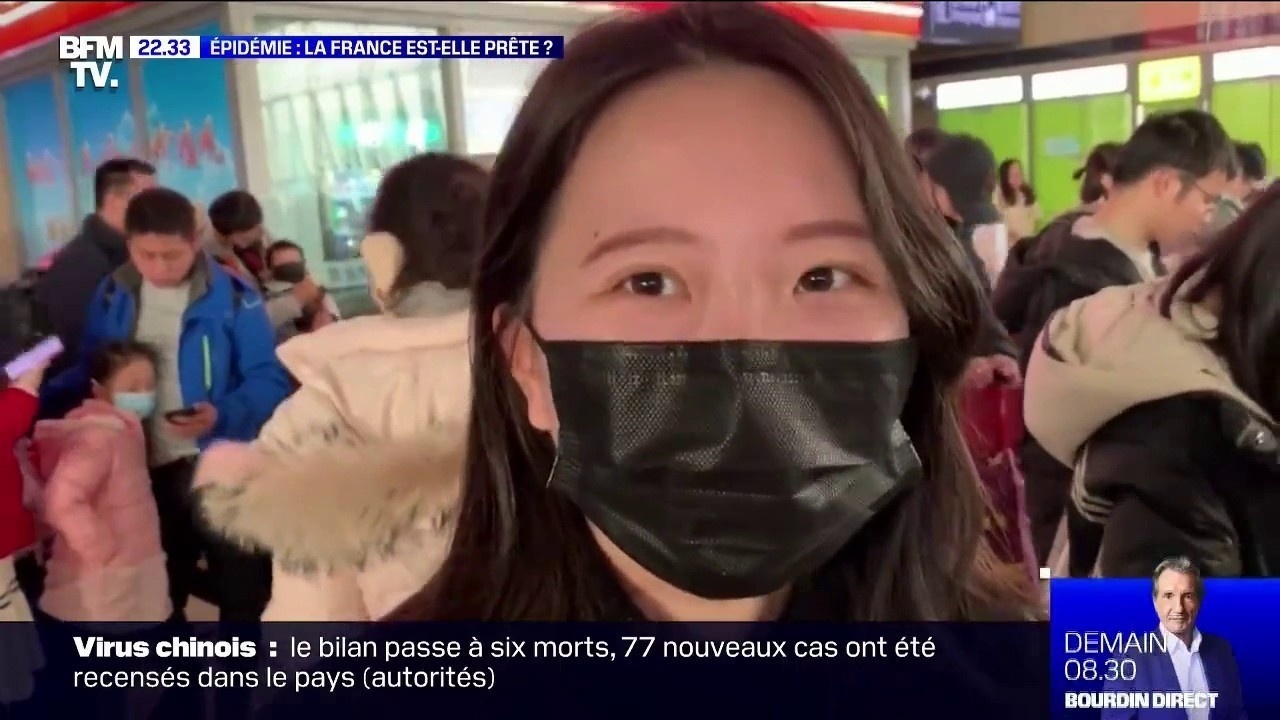 BFM
TV.
22.33
ÉPIDÉMIE : LA FRANCE EST-ELLE PRÊTE ?
Virus chinois : le bilan passe à six morts, 77 nouveaux cas ont été
recensés dans le pays (autorités)
DEMAIN
08.30
BOURDIN DIRECT